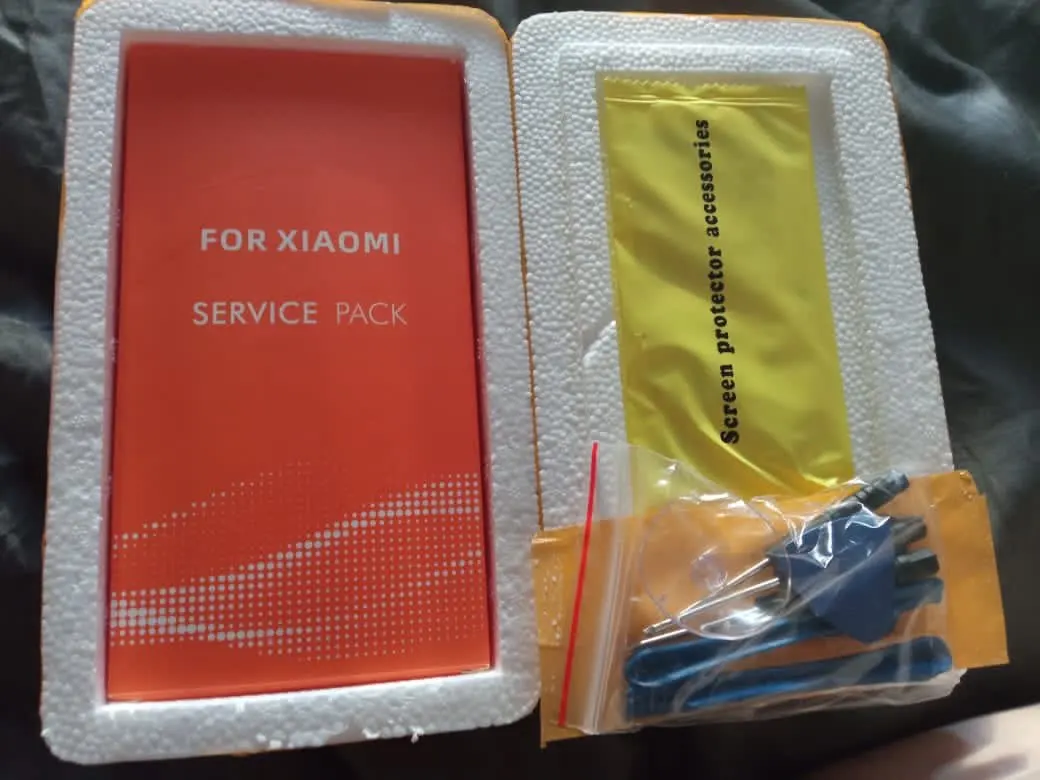 FOR XIAOMI
SERVICE PACK
Screen protector accessories